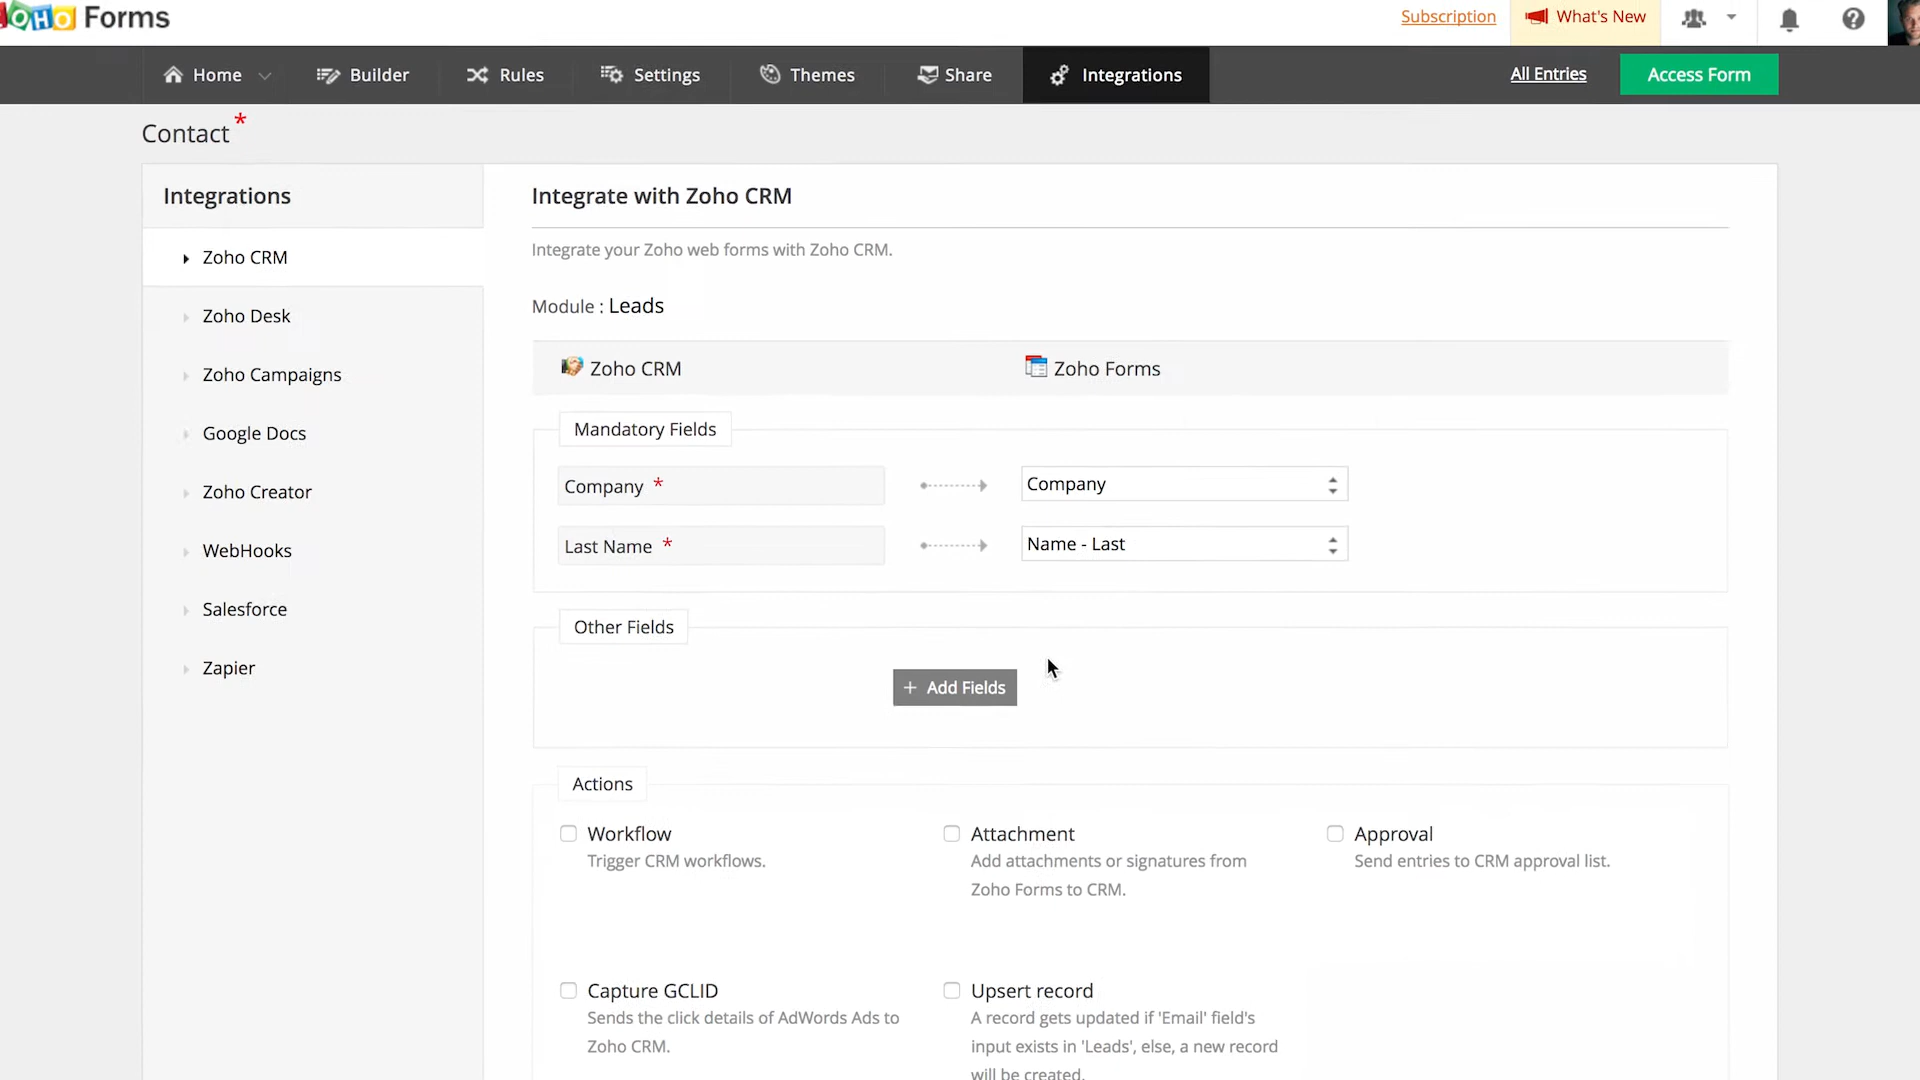 ZOHO Forms
Subscription
What's New
Home
Builder
Rules
Settings
Themes
Share
Integrations
All Entries
Access Form
Contact *
Integrations
Zoho CRM
Zoho Desk
Zoho Campaigns
Google Docs
Zoho Creator
WebHooks
Salesforce
Zapier
Integrate with Zoho CRM
Integrate your Zoho web forms with Zoho CRM.
Module : Leads
Zoho CRM
Zoho Forms
Mandatory Fields
Company *
Company
Last Name *
Name - Last
Other Fields
+ Add Fields
Actions
Workflow
Trigger CRM workflows.
Attachment
Add attachments or signatures from
Zoho Forms to CRM.
Approval
Send entries to CRM approval list.
Capture GCLID
Sends the click details of AdWords Ads to
Zoho CRM.
Upsert record
A record gets updated if 'Email' field's
input exists in 'Leads', else, a new record
will be created.